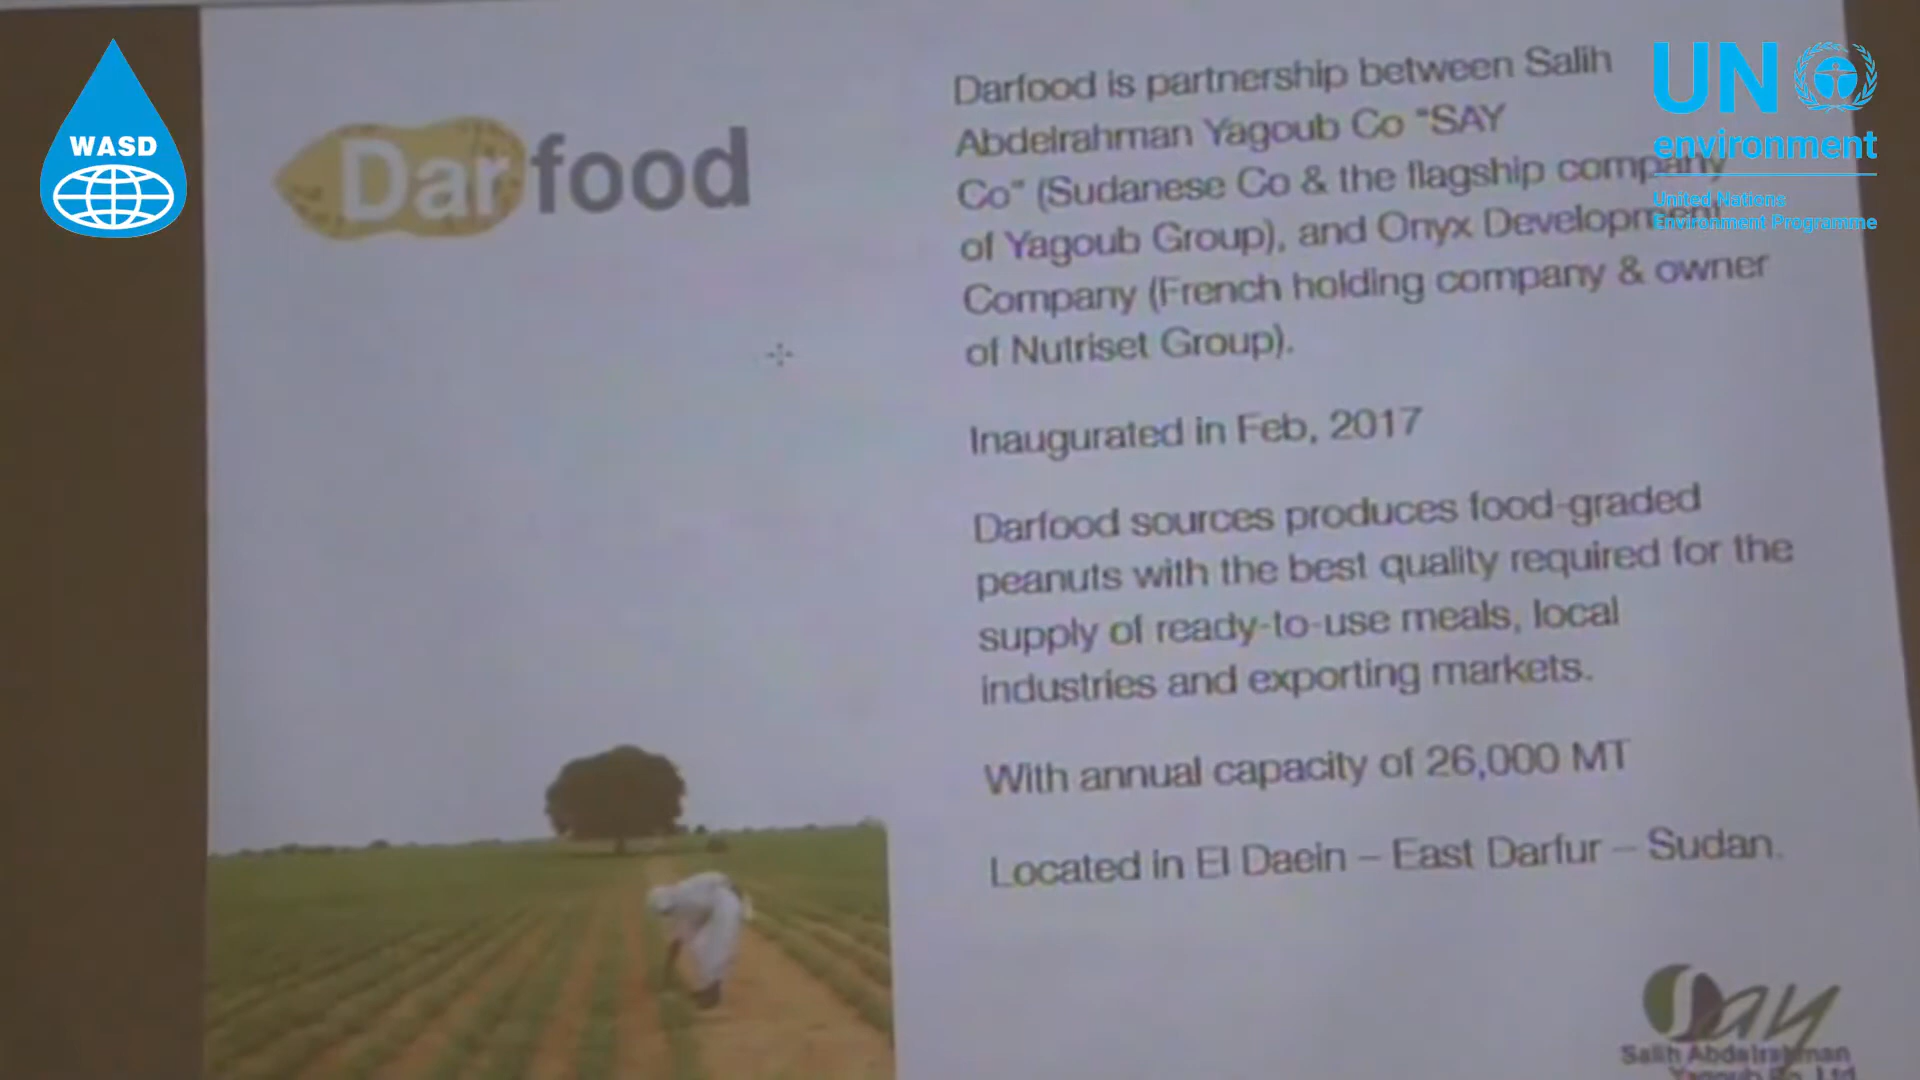 WASD
Darfood
Darfood is partnership between Salih
Abdelrahman Yagoub Co "SAY
Co" (Sudanese Co & the flagship company
of Yagoub Group), and Onyx Development
Company (French holding company & owner
of Nutriset Group).
Inaugurated in Feb, 2017
Darfood sources produces food-graded
peanuts with the best quality required for the
supply of ready-to-use meals, local
industries and exporting markets.
With annual capacity of 26,000 MT
Located in El Daein – East Darfur – Sudan.
UN
environment
United Nations
Environment Programme
Say
Salih Abdelrahman
Yagoub Co. Ltd